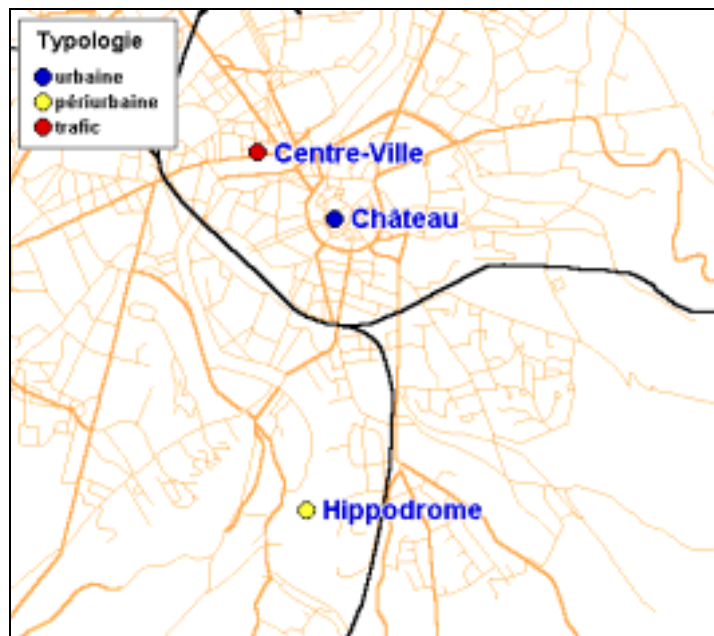 Typologie
urbaine
périurbaine
trafic
Centre-Ville
Château
Hippodrome